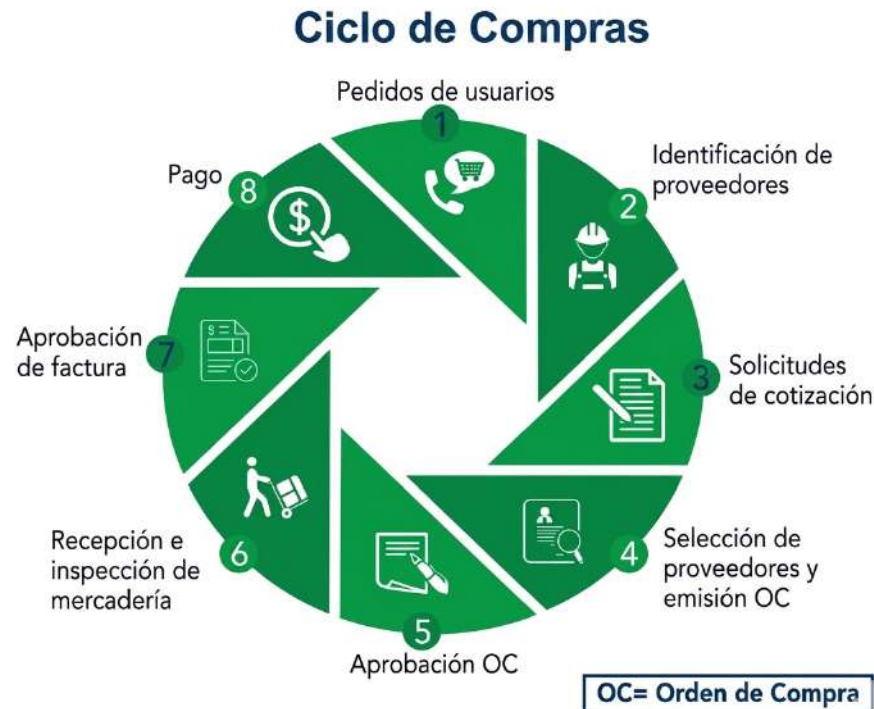 Ciclo de Compras
1
Pedidos de usuarios
2
Identificación de
proveedores
3
Solicitudes
de cotización
4
Selección de
proveedores y
emisión OC
5
Aprobación OC
6
Recepción e
inspección de
mercadería
7
Aprobación
de factura
$
8
Pago
$
OC= Orden de Compra